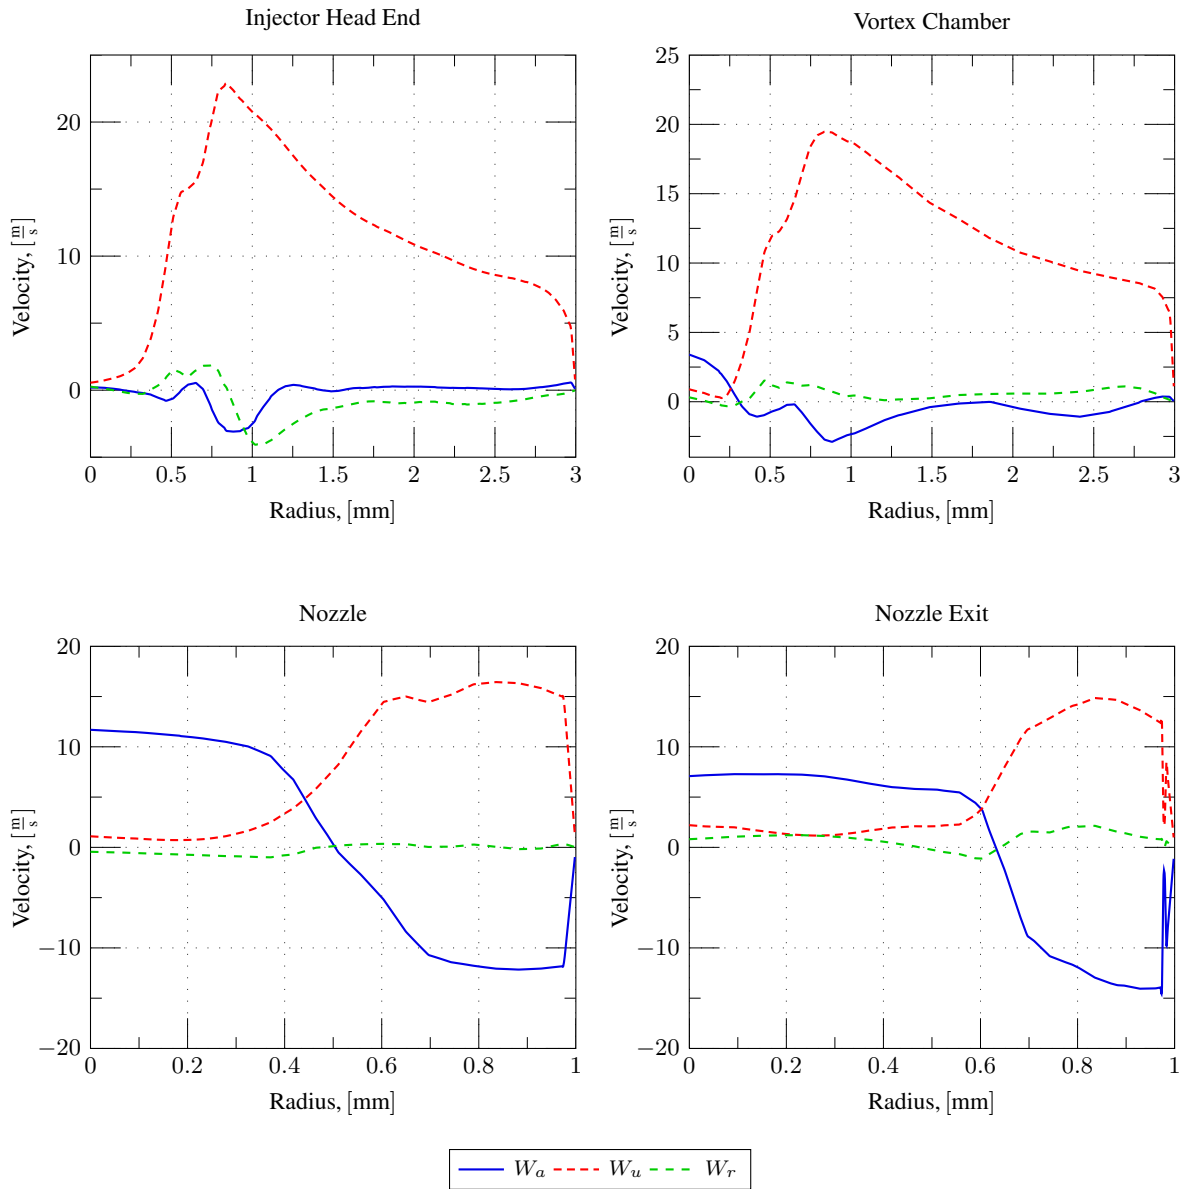 Injector Head End
Vortex Chamber
20
10
0
0 0.5 1 1.5 2 2.5 3
Velocity, [m/s]
Radius, [mm]
25
20
15
10
5
0
0 0.5 1 1.5 2 2.5 3
Velocity, [m/s]
Radius, [mm]
Nozzle
Nozzle Exit
20
10
0
−10
−20
0 0.2 0.4 0.6 0.8 1
Velocity, [m/s]
Radius, [mm]
20
10
0
−10
−20
0 0.2 0.4 0.6 0.8 1
Velocity, [m/s]
Radius, [mm]
W_a W_u W_r